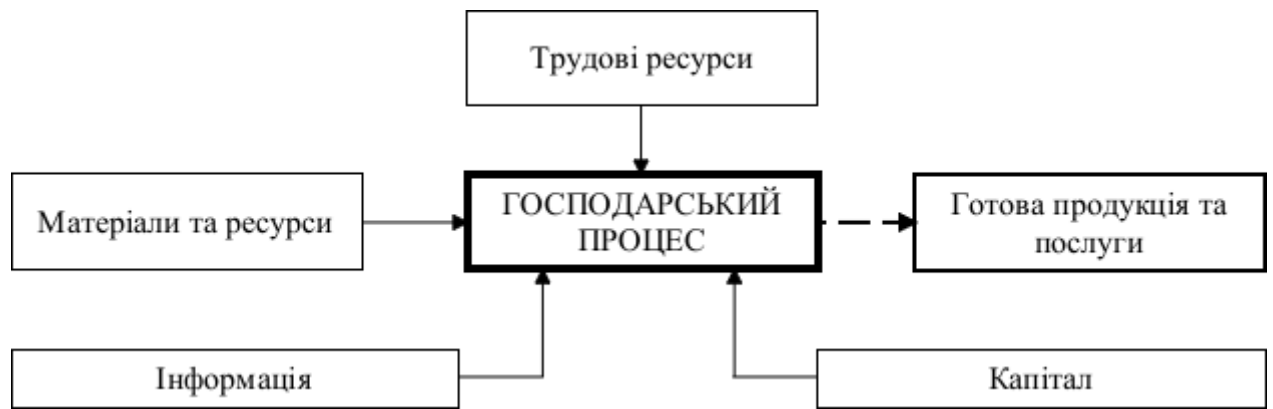 Трудові ресурси
Матеріали та ресурси
ГОСПОДАРСЬКИЙ
ПРОЦЕС
Готова продукція та
послуги
Інформація
Капітал